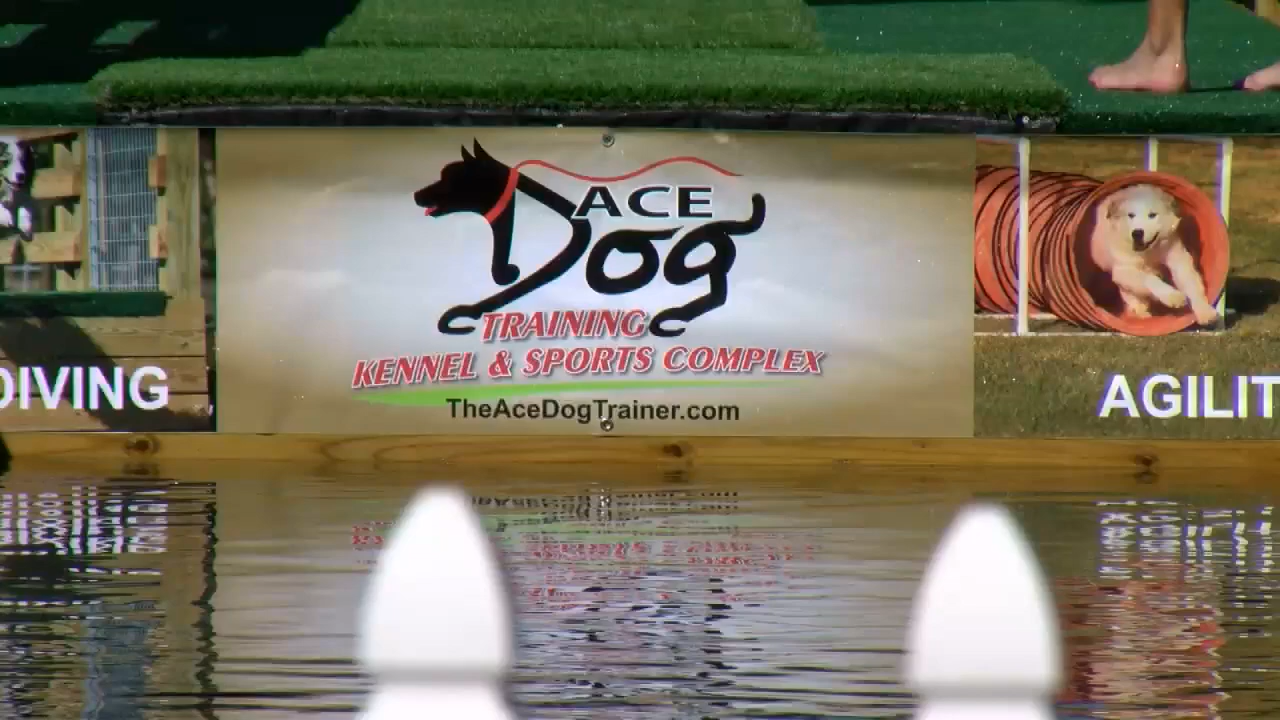 DIVING
ACE
Dog
TRAINING
KENNEL & SPORTS COMPLEX
TheAceDogTrainer.com
AGILIT